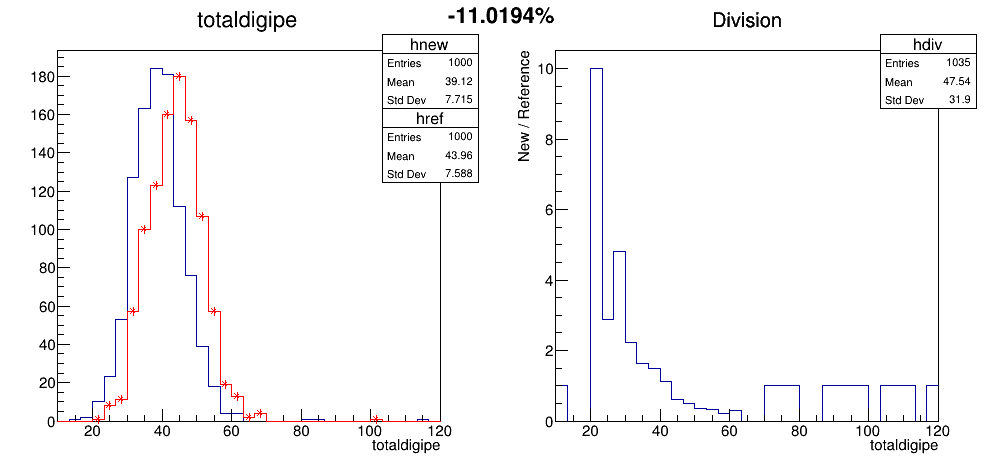 -11.0194%
totaldigipe
hnew
Entries 1000
Mean 39.12
Std Dev 7.715
href
Entries 1000
Mean 43.96
Std Dev 7.588
180
160
140
120
100
80
60
40
20
0
20 40 60 80 100 120
totaldigipe
Division
hdiv
Entries 1035
Mean 47.54
Std Dev 31.9
New / Reference
10
8
6
4
2
0
20 40 60 80 100 120
totaldigipe